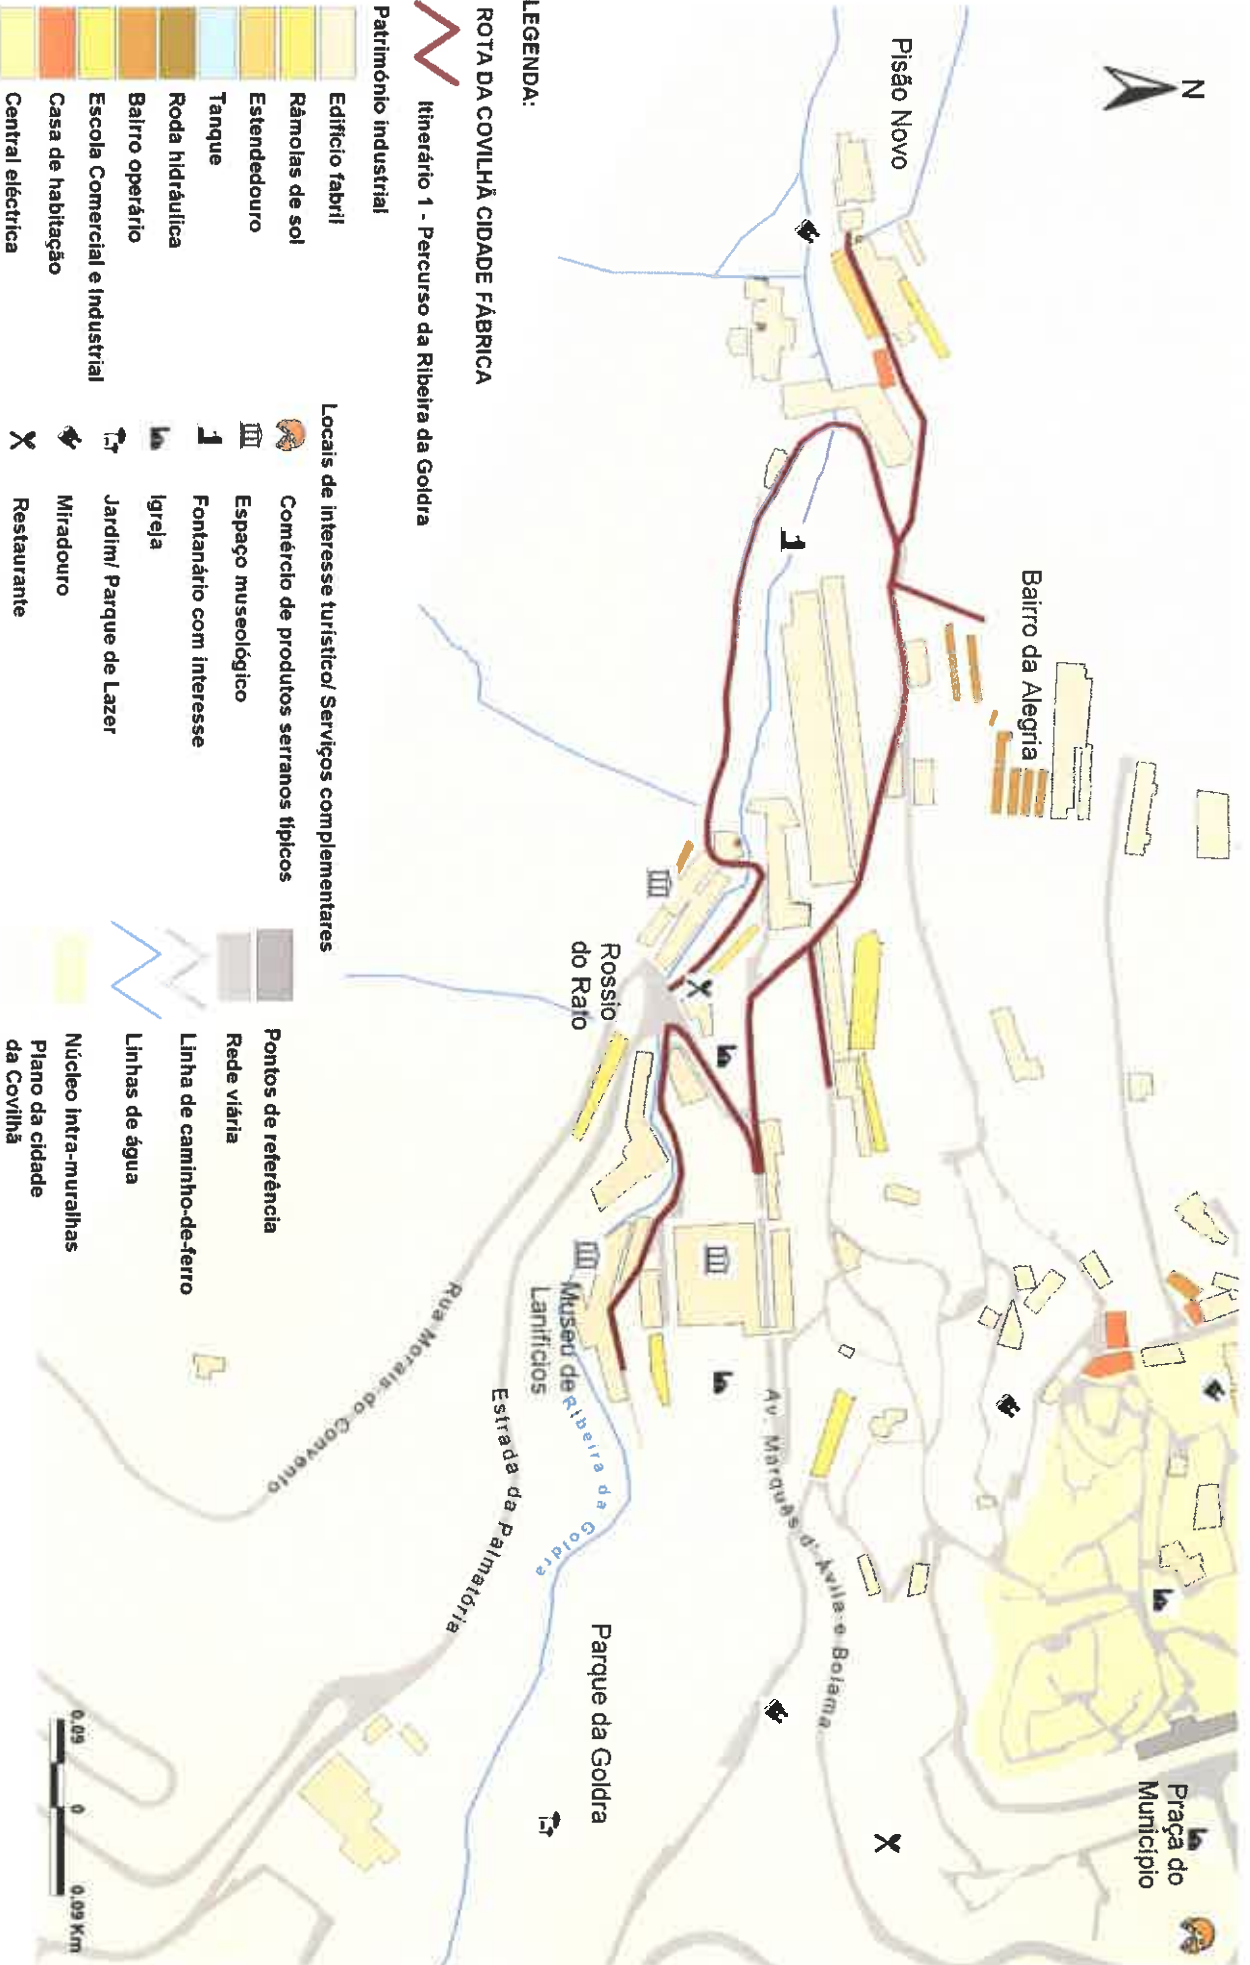 N
Pisão Novo
Bairro da Alegria
Praça do
Município
Rossio
do Rato
Museu de
Lanifícios
Ribeira da Goldra
Parque da Goldra
Av. Marquês d' Ávila e Bolama
Rua Morais do Convento
Estrada da Palmatória
0.09 0 0.09 Km
LEGENDA:
ROTA DA COVILHÃ CIDADE FÁBRICA
Itinerário 1 - Percurso da Ribeira da Goldra
Património industrial
Edifício fabril
Râmolas de sol
Estendedouro
Tanque
Roda hidráulica
Bairro operário
Escola Comercial e Industrial
Casa de habitação
Central eléctrica
Locais de interesse turístico/ Serviços complementares
Comércio de produtos serranos típicos
Espaço museológico
Fontanário com interesse
Igreja
Jardim/ Parque de Lazer
Miradouro
Restaurante
Pontos de referência
Rede viária
Linha de caminho-de-ferro
Linhas de água
Núcleo intra-muralhas
Plano da cidade
da Covilhã